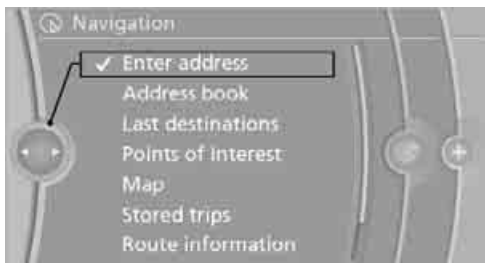 Navigation
Enter address
Address book
Last destinations
Points of Interest
Map
Stored trips
Route information